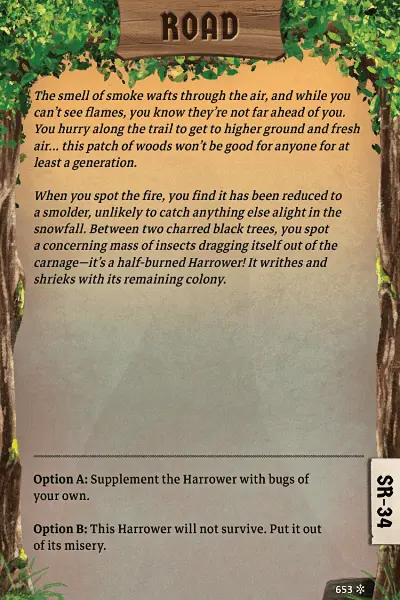 ROAD
The smell of smoke wafts through the air, and while you
can't see flames, you know they're not far ahead of you.
You hurry along the trail to get to higher ground and fresh
air... this patch of woods won't be good for anyone for at
least a generation.
When you spot the fire, you find it has been reduced to
a smolder, unlikely to catch anything else alight in the
snowfall. Between two charred black trees, you spot
a concerning mass of insects dragging itself out of the
carnage—it's a half-burned Harrower! It writhes and
shrieks with its remaining colony.
Option A: Supplement the Harrower with bugs of
your own.
Option B: This Harrower will not survive. Put it out
of its misery.
SR-34
653 ✻